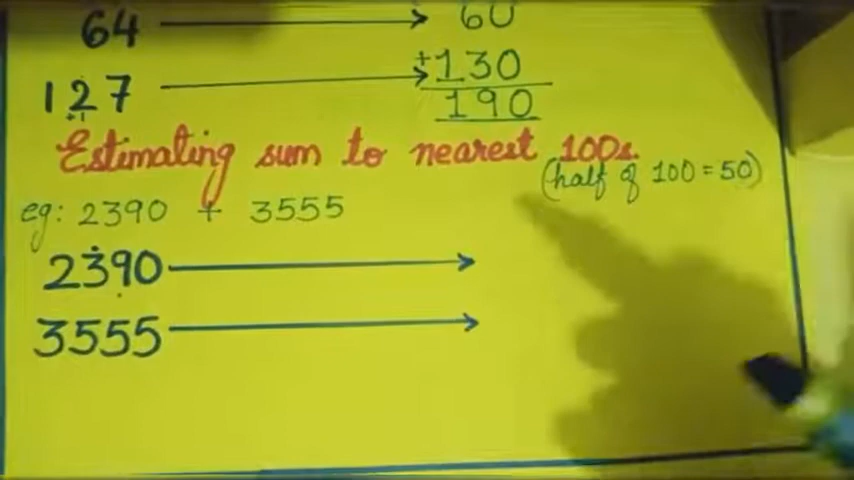 64 → 60
127 → +130
+1
190
Estimating sum to nearest 100s.
(half of 100 = 50)
eg: 2390 + 3555
2390 →
3555 →